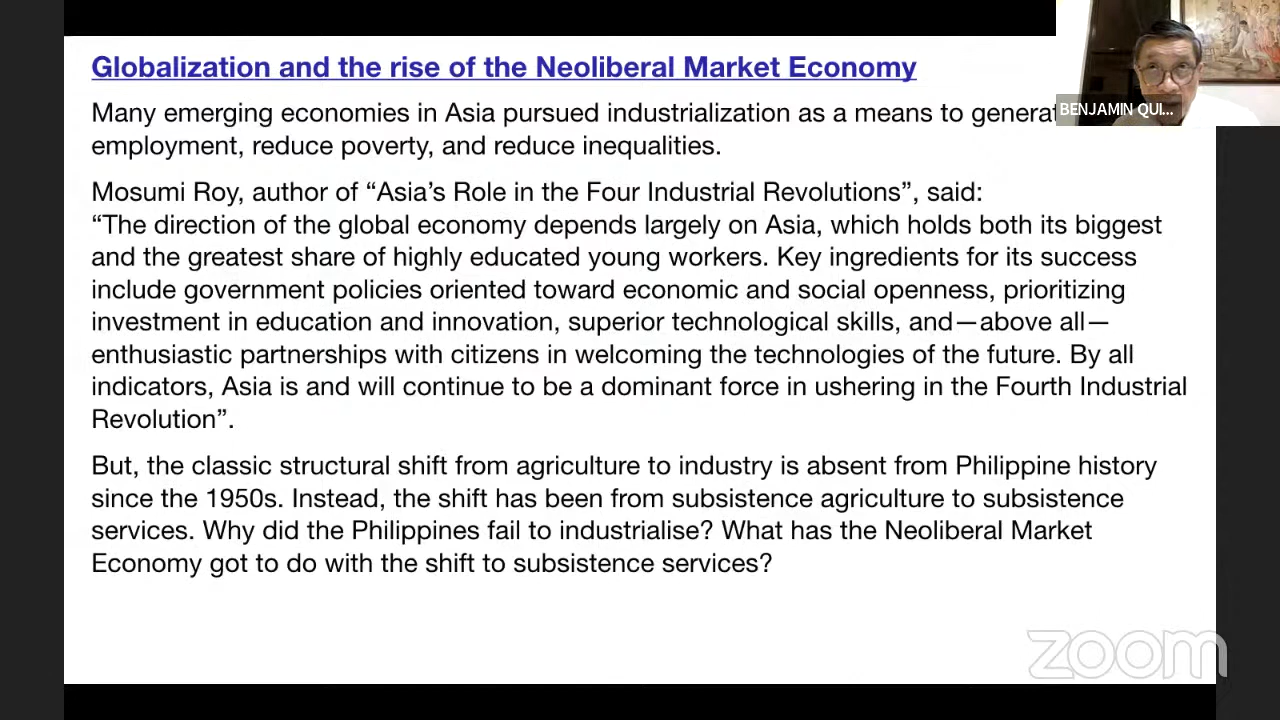 Globalization and the rise of the Neoliberal Market Economy
Many emerging economies in Asia pursued industrialization as a means to generat
employment, reduce poverty, and reduce inequalities.
Mosumi Roy, author of “Asia’s Role in the Four Industrial Revolutions”, said:
“The direction of the global economy depends largely on Asia, which holds both its biggest
and the greatest share of highly educated young workers. Key ingredients for its success
include government policies oriented toward economic and social openness, prioritizing
investment in education and innovation, superior technological skills, and—above all—
enthusiastic partnerships with citizens in welcoming the technologies of the future. By all
indicators, Asia is and will continue to be a dominant force in ushering in the Fourth Industrial
Revolution”.
But, the classic structural shift from agriculture to industry is absent from Philippine history
since the 1950s. Instead, the shift has been from subsistence agriculture to subsistence
services. Why did the Philippines fail to industrialise? What has the Neoliberal Market
Economy got to do with the shift to subsistence services?
BENJAMIN QUI...
zoom